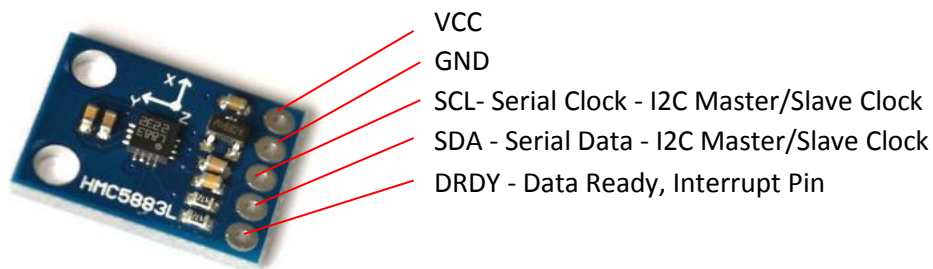 VCC
GND
SCL- Serial Clock - I2C Master/Slave Clock
SDA - Serial Data - I2C Master/Slave Clock
DRDY - Data Ready, Interrupt Pin
X
Y
Z
HMC5883L